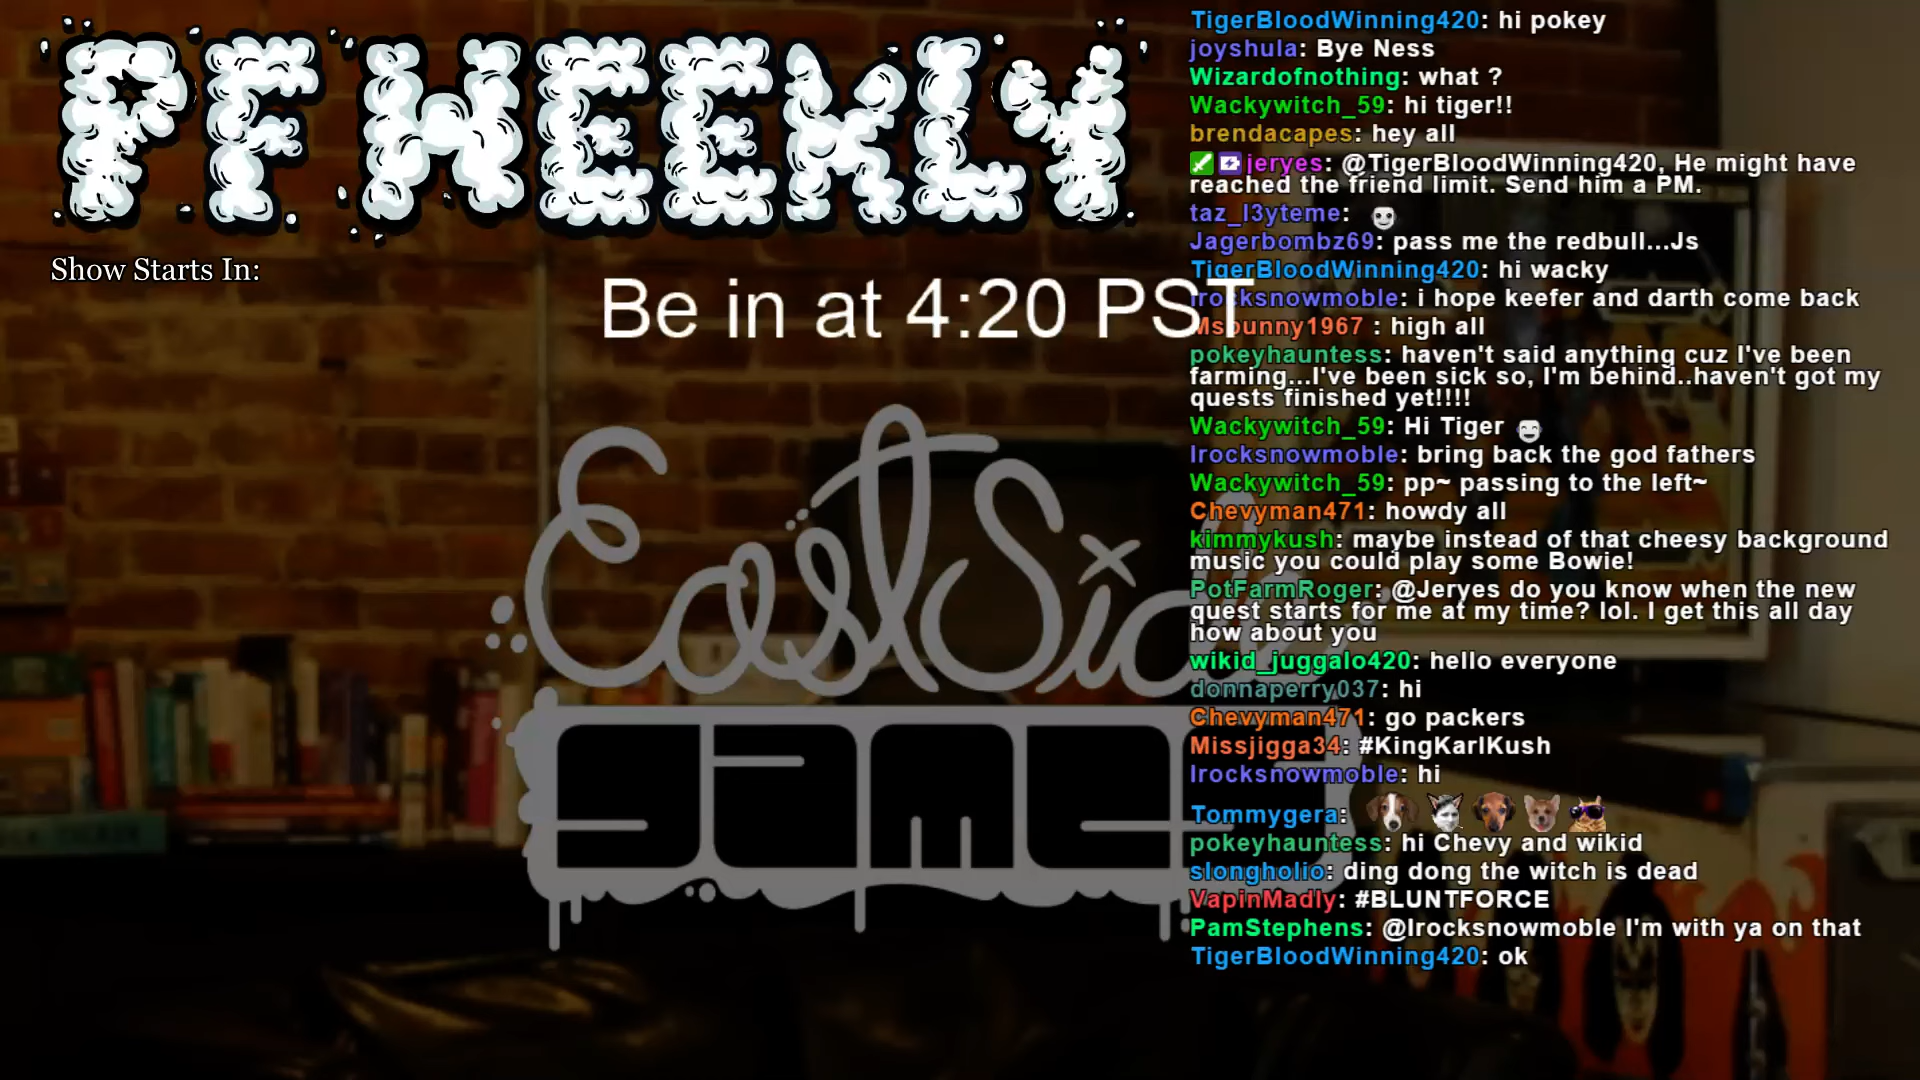 PFWEEKLY
Show Starts In:
Be in at 4:20 PST
EastSide
games
TigerBloodWinning420: hi pokey
joyshula: Bye Ness
Wizardofnothing: what ?
Wackywitch_59: hi tiger!!
brendacapes: hey all
jeryes: @TigerBloodWinning420, He might have
reached the friend limit. Send him a PM.
taz_l3yteme:
Jagerbombz69: pass me the redbull...Js
TigerBloodWinning420: hi wacky
Irocksnowmoble: i hope keefer and darth come back
Mspunny1967 : high all
pokeyhauntess: haven't said anything cuz I've been
farming...I've been sick so, I'm behind..haven't got my
quests finished yet!!!!
Wackywitch_59: Hi Tiger
Irocksnowmoble: bring back the god fathers
Wackywitch_59: pp~ passing to the left~
Chevyman471: howdy all
kimmykush: maybe instead of that cheesy background
music you could play some Bowie!
PotFarmRoger: @Jeryes do you know when the new
quest starts for me at my time? lol. I get this all day
how about you
wikid_juggalo420: hello everyone
donnaperry037: hi
Chevyman471: go packers
Missjigga34: #KingKarlKush
Irocksnowmoble: hi
Tommygera:
pokeyhauntess: hi Chevy and wikid
slongholio: ding dong the witch is dead
VapinMadly: #BLUNTFORCE
PamStephens: @Irocksnowmoble I'm with ya on that
TigerBloodWinning420: ok